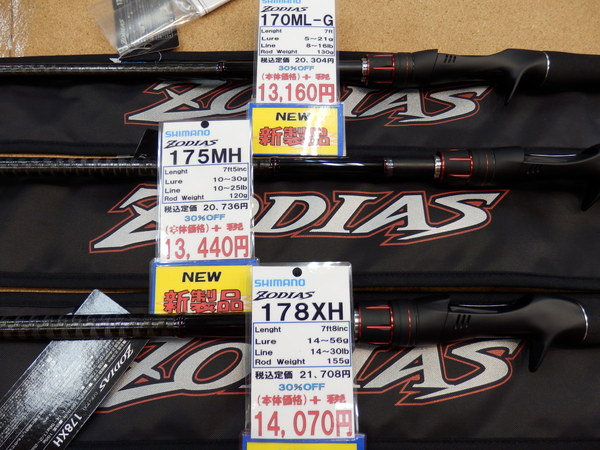 ZODIAS
170ML-G
Lenght 7ft
Lure 5~21g
Line 8~16lb
Rod Weight 130g
税込定価 20,304円
30%OFF
(本体価格)+税
13,160円
NEW
新製品
ZODIAS
SHIMANO
ZODIAS
175MH
Lenght 7ft5inc
Lure 10~30g
Line 10~25lb
Rod Weight 120g
税込定価 20,736円
30%OFF
(本体価格)+税
13,440円
NEW
新製品
ZODIAS
SHIMANO
ZODIAS
178XH
Lenght 7ft8inc
Lure 14~56g
Line 14~30lb
Rod Weight 155g
税込定価 21,708円
30%OFF
(本体価格)+税
14,070円
ZODIAS
ZODIAS
178XH